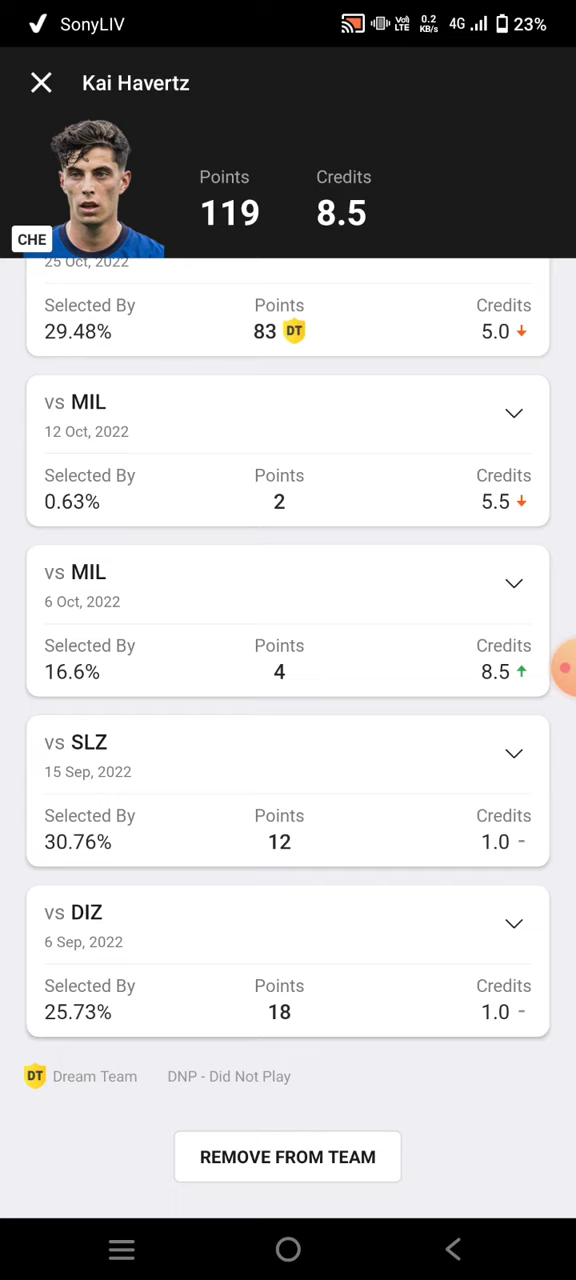 SonyLIV Vo) LTE 0.2 KB/s 4G 23%
Kai Havertz
Points Credits
119 8.5
CHE
25 Oct, 2022
Selected By Points Credits
29.48% 83 DT 5.0
vs MIL
12 Oct, 2022
Selected By Points Credits
0.63% 2 5.5
vs MIL
6 Oct, 2022
Selected By Points Credits
16.6% 4 8.5
vs SLZ
15 Sep, 2022
Selected By Points Credits
30.76% 12 1.0 -
vs DIZ
6 Sep, 2022
Selected By Points Credits
25.73% 18 1.0 -
DT Dream Team DNP - Did Not Play
REMOVE FROM TEAM